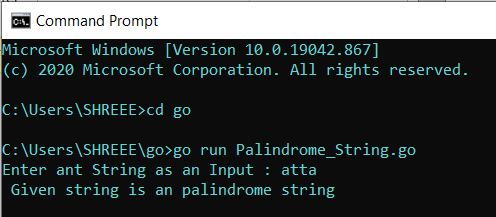 Command Prompt
Microsoft Windows [Version 10.0.19042.867]
(c) 2020 Microsoft Corporation. All rights reserved.
C:\Users\SHREEE>cd go
C:\Users\SHREEE\go>go run Palindrome_String.go
Enter ant String as an Input : atta
Given string is an palindrome string